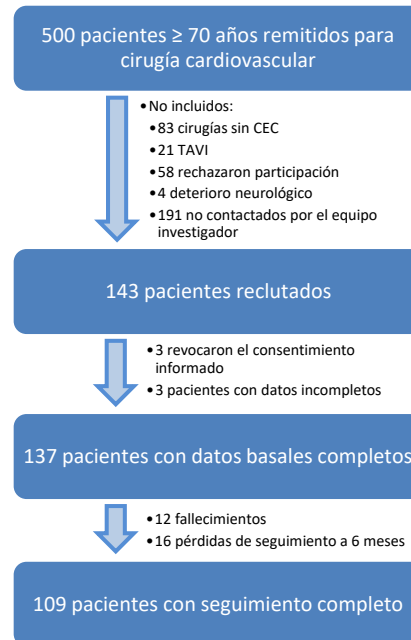 500 pacientes ≥ 70 años remitidos para
cirugía cardiovascular
•No incluidos:
•83 cirugías sin CEC
•21 TAVI
•58 rechazaron participación
•4 deterioro neurológico
•191 no contactados por el equipo
investigador
143 pacientes reclutados
•3 revocaron el consentimiento
informado
•3 pacientes con datos incompletos
137 pacientes con datos basales completos
•12 fallecimientos
•16 pérdidas de seguimiento a 6 meses
109 pacientes con seguimiento completo